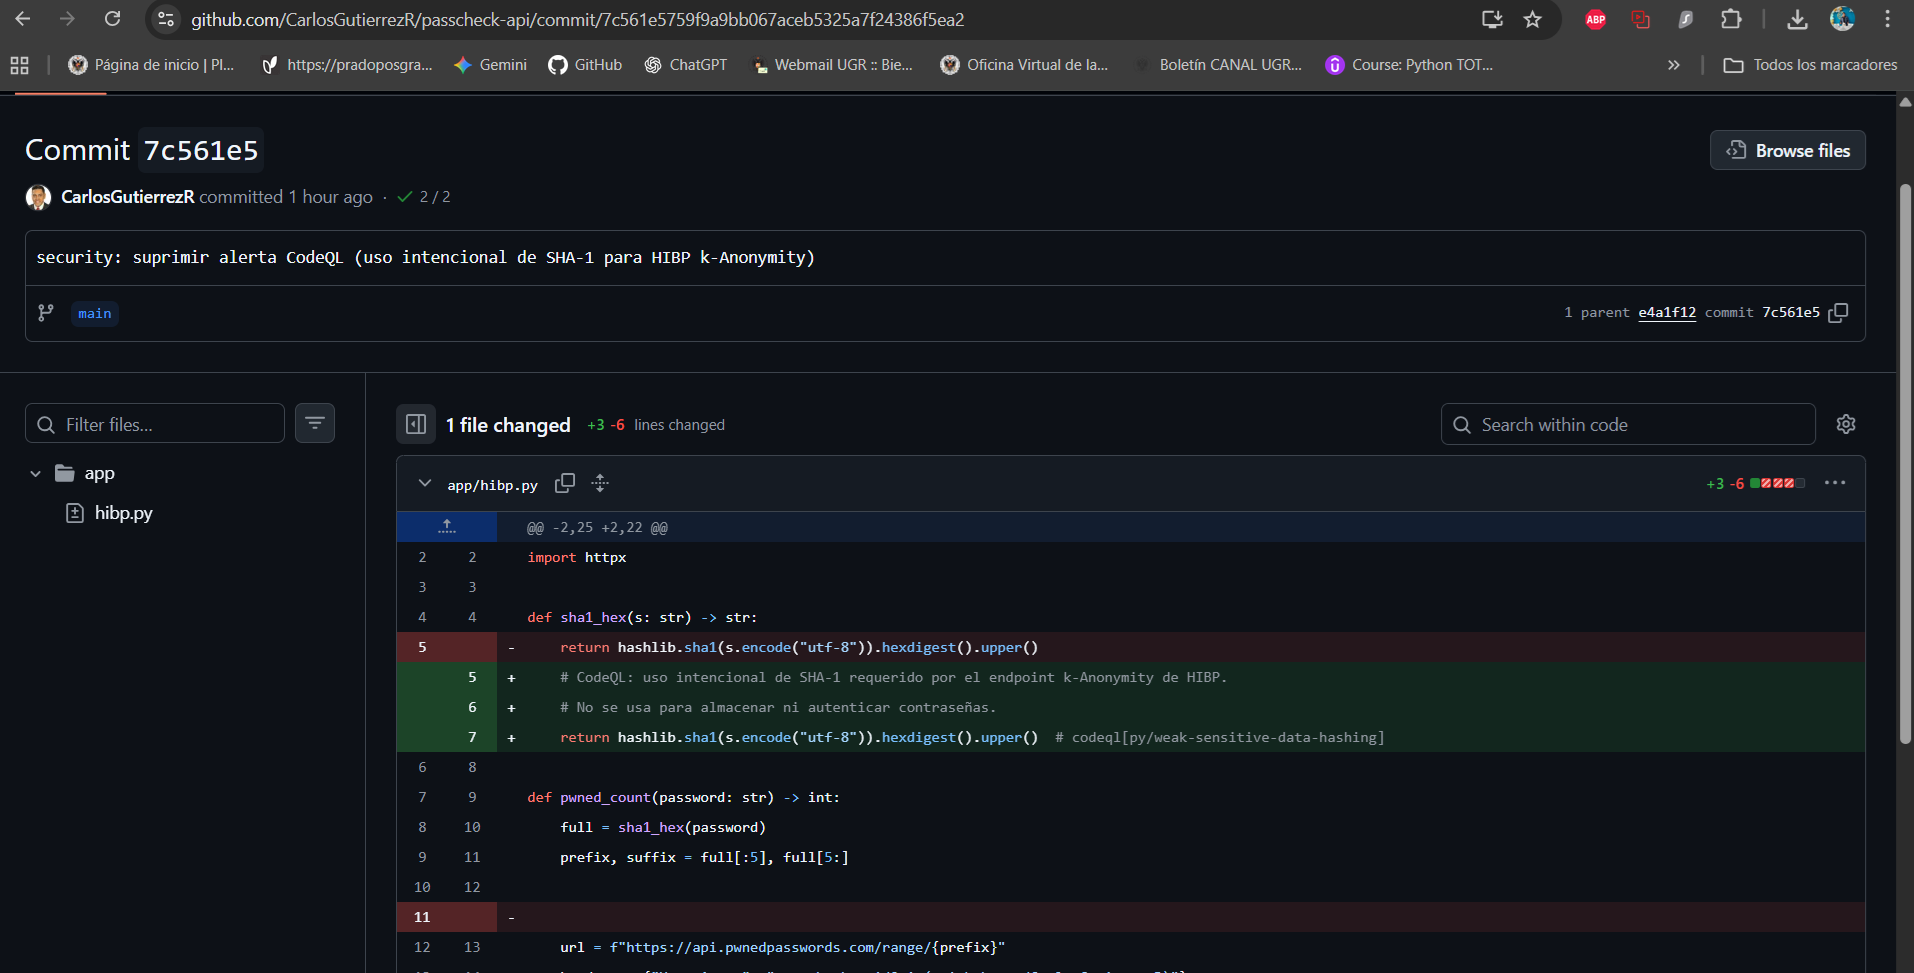 github.com/CarlosGutierrezR/passcheck-api/commit/7c561e5759f9a9bb067aceb5325a7f24386f5ea2
ABP
Página de inicio | Pl...
https://pradoposgra...
Gemini
GitHub
ChatGPT
Webmail UGR :: Bie...
Oficina Virtual de la...
Boletín CANAL UGR...
Course: Python TOT...
»
Todos los marcadores
Commit 7c561e5
Browse files
CarlosGutierrezR committed 1 hour ago · 2 / 2
security: suprimir alerta CodeQL (uso intencional de SHA-1 para HIBP k-Anonymity)
main
1 parent e4a1f12 commit 7c561e5
Filter files...
1 file changed +3 -6 lines changed
Search within code
app
hibp.py
app/hibp.py
+3 -6
@@ -2,25 +2,22 @@
2 2 import httpx
3 3
4 4 def sha1_hex(s: str) -> str:
5 - return hashlib.sha1(s.encode("utf-8")).hexdigest().upper()
5 + # CodeQL: uso intencional de SHA-1 requerido por el endpoint k-Anonymity de HIBP.
6 + # No se usa para almacenar ni autenticar contraseñas.
7 + return hashlib.sha1(s.encode("utf-8")).hexdigest().upper() # codeql[py/weak-sensitive-data-hashing]
6 8
7 9 def pwned_count(password: str) -> int:
8 10 full = sha1_hex(password)
9 11 prefix, suffix = full[:5], full[5:]
10 12
11 -
12 13 url = f"https://api.pwnedpasswords.com/range/{prefix}"